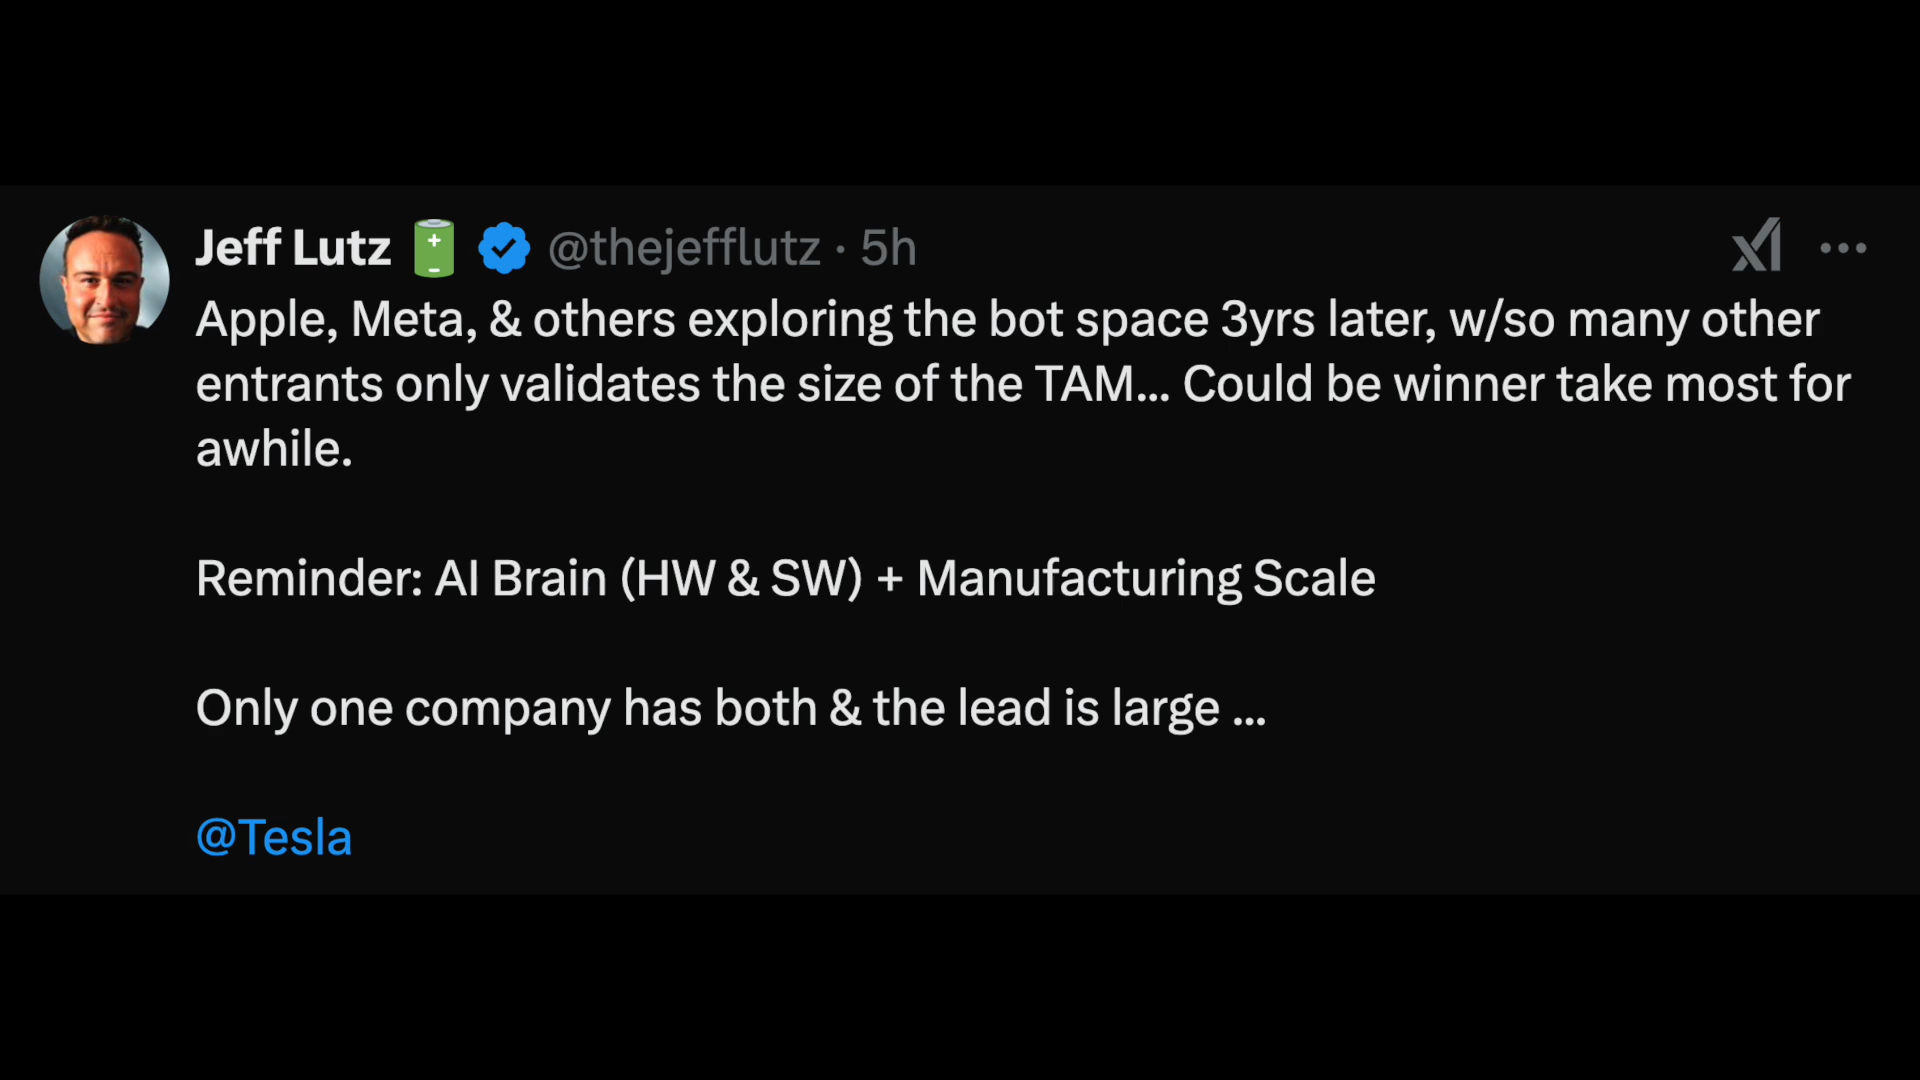 Jeff Lutz @thejefflutz · 5h
Apple, Meta, & others exploring the bot space 3yrs later, w/so many other
entrants only validates the size of the TAM... Could be winner take most for
awhile.
Reminder: AI Brain (HW & SW) + Manufacturing Scale
Only one company has both & the lead is large ...
@Tesla